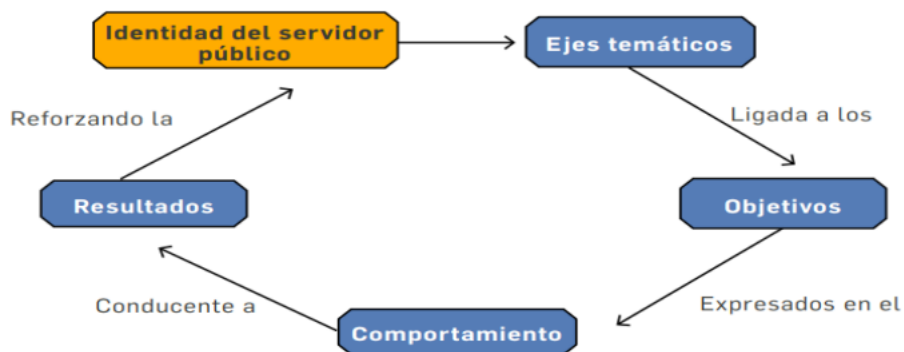 Identidad del servidor
público
Ejes temáticos
Ligada a los
Objetivos
Expresados en el
Comportamiento
Conducente a
Resultados
Reforzando la